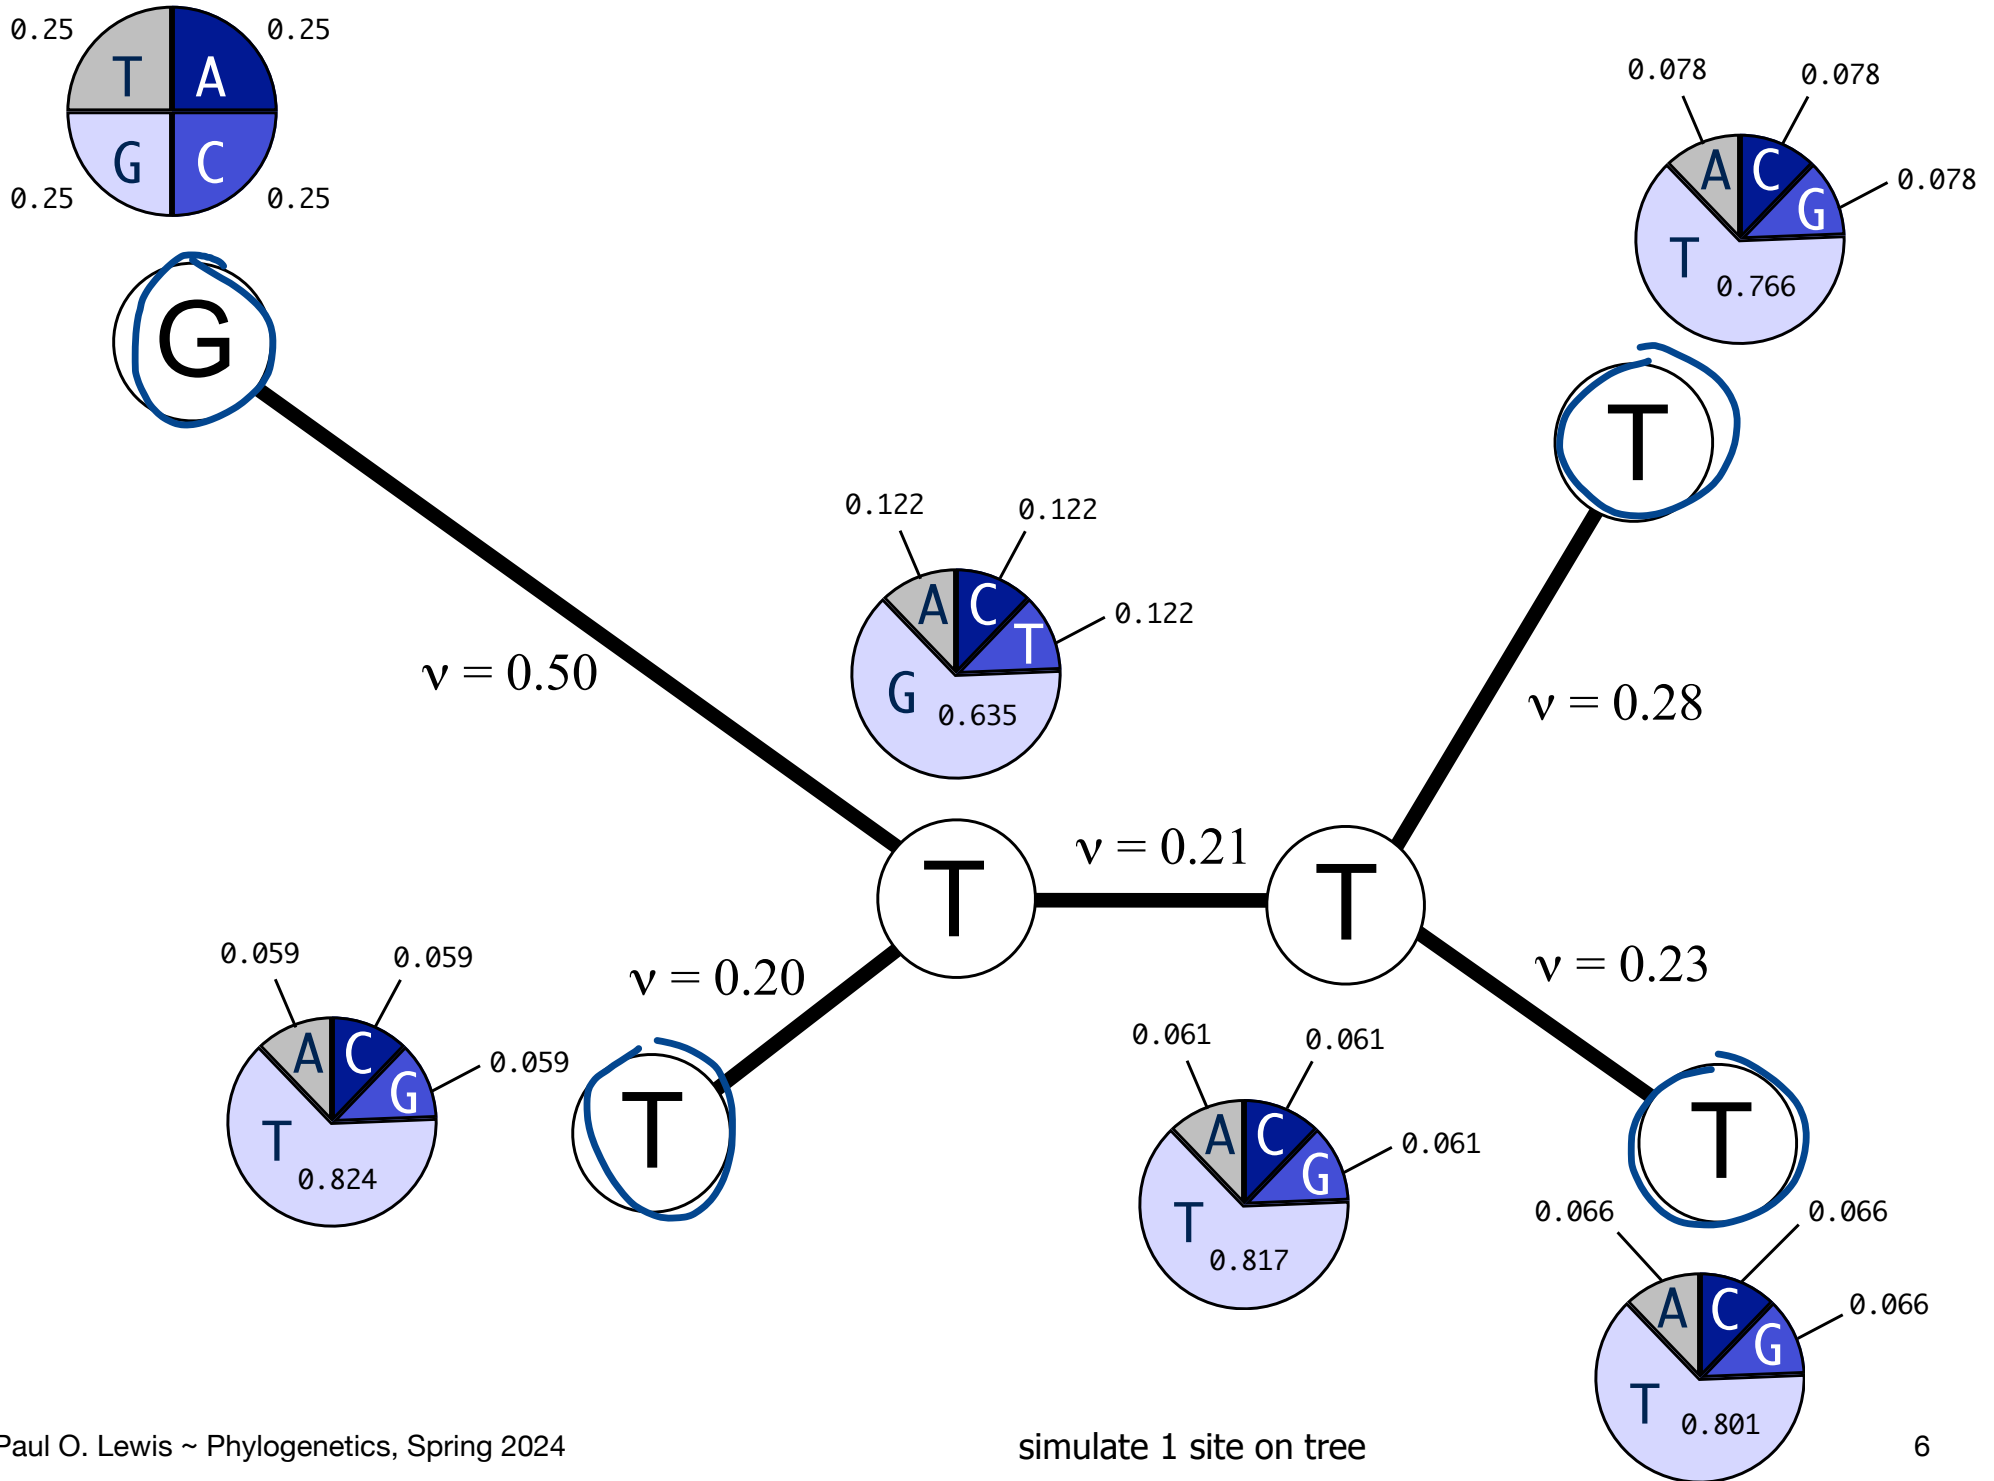 0.25 0.25
T A
G C
0.25 0.25
G
0.078 0.078
A C
G 0.078
T 0.766
T
0.122 0.122
A C
T 0.122
G 0.635
ν = 0.50
ν = 0.28
T
ν = 0.21
T
ν = 0.20
ν = 0.23
0.059 0.059
A C
G 0.059
T 0.824
T
0.061 0.061
A C
G 0.061
T 0.817
T
0.066 0.066
A C
G 0.066
T 0.801
Paul O. Lewis ~ Phylogenetics, Spring 2024
simulate 1 site on tree
6